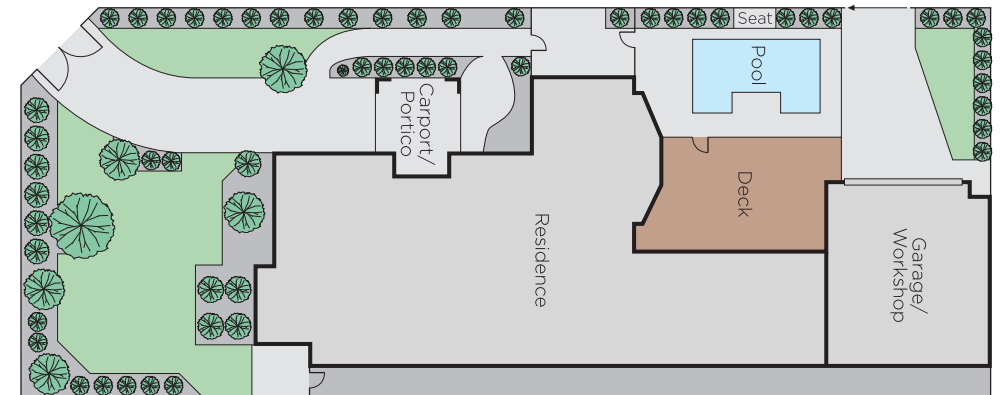 Seat
Pool
Carport/
Portico
Deck
Residence
Garage/
Workshop